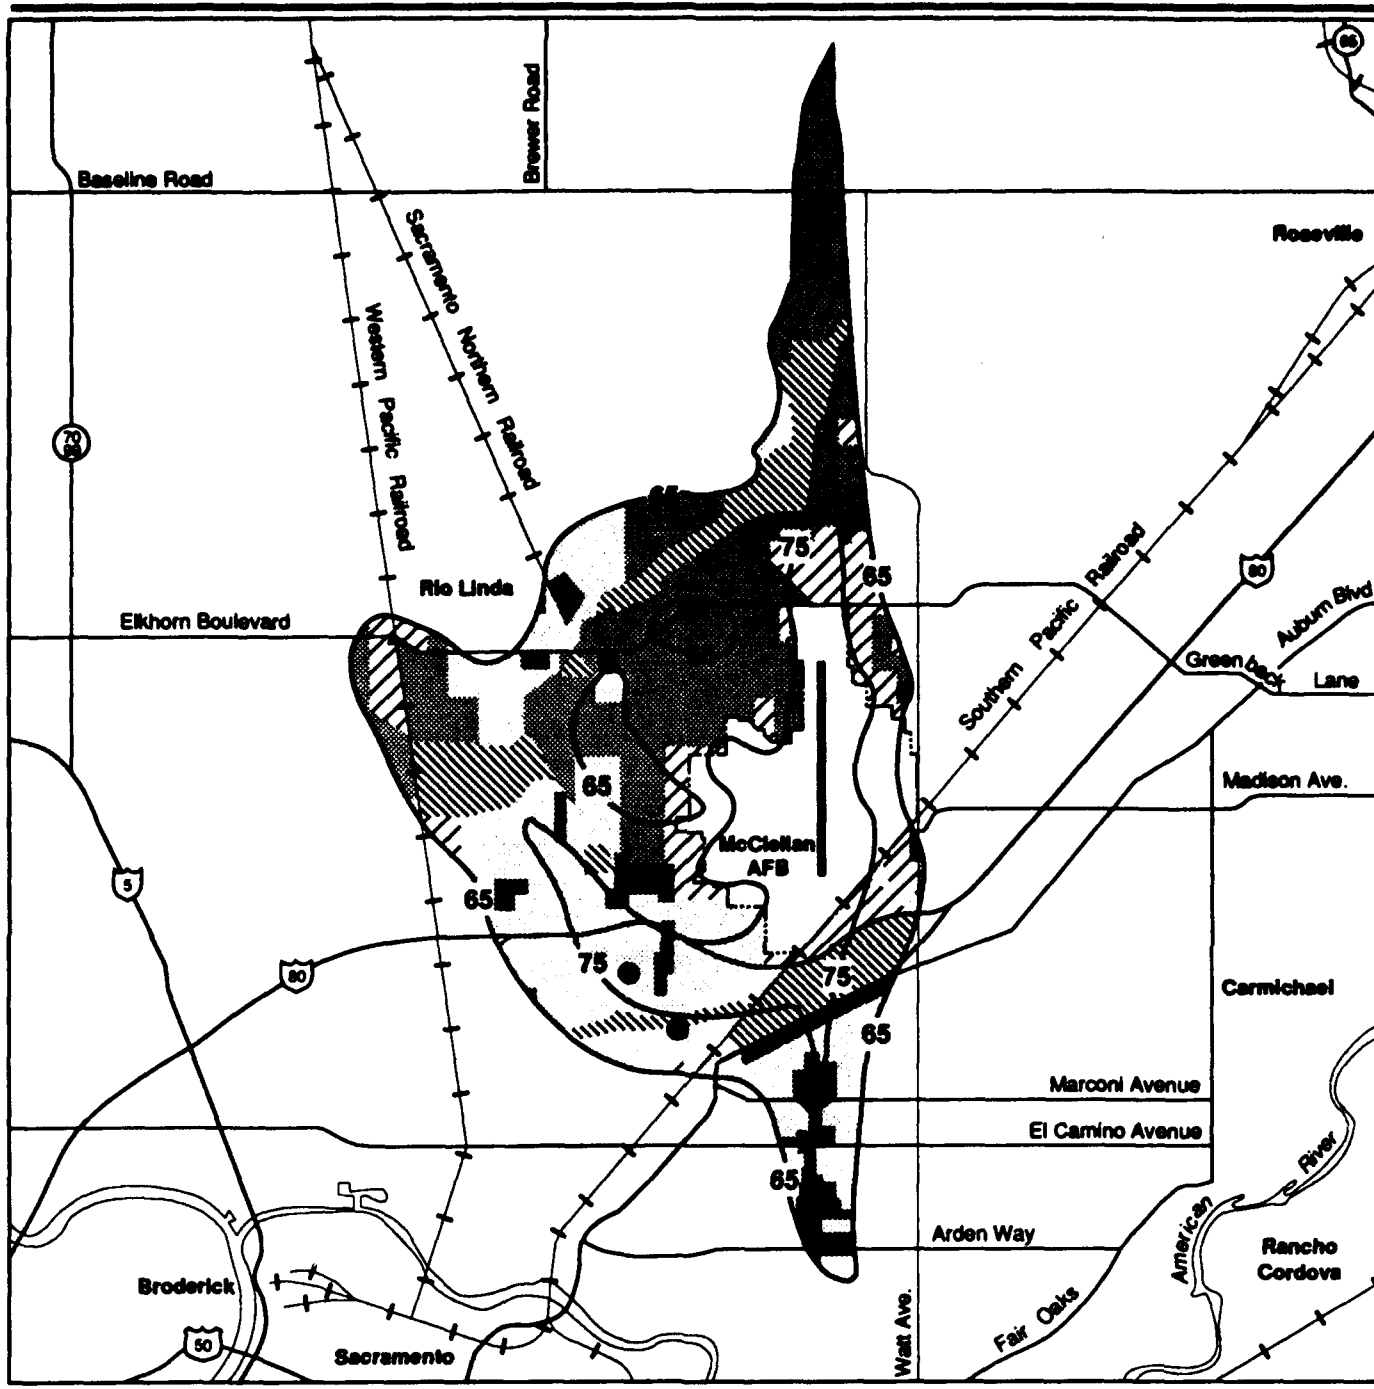 65
Brewer Road
Baseline Road
Sacramento Northern Railroad
Roseville
Western Pacific Railroad
70
65
75
65
80
Rio Linda
Elkhorn Boulevard
Southern Pacific Railroad
Auburn Blvd
Greenback Lane
65
Madison Ave.
McClellan
AFB
5
65
75
75
80
Carmichael
65
Marconi Avenue
El Camino Avenue
65
Arden Way
American River
Rancho
Cordova
Broderick
Watt Ave.
Fair Oaks
50
Sacramento